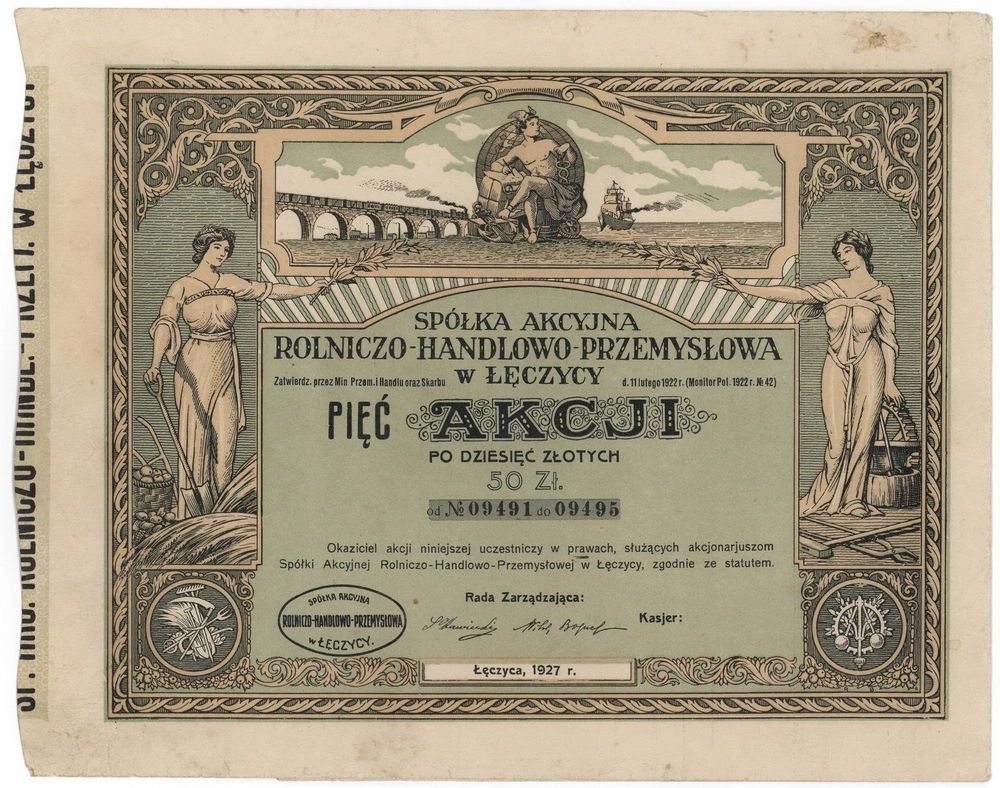 SPÓŁKA AKCYJNA
ROLNICZO-HANDLOWO-PRZEMYSŁOWA
W ŁĘCZYCY
Zatwierdz. przez Min Przem. i Handlu oraz Skarbu d. 11 lutego 1922 r. (Monitor Pol. 1922 r. № 42)
PIĘĆ AKCJI
PO DZIESIĘĆ ZŁOTYCH
50 Zł.
od № 09491 do 09495
Okaziciel akcji niniejszej uczestniczy w prawach, służących akcjonarjuszom
Spółki Akcyjnej Rolniczo-Handlowo-Przemysłowej w Łęczycy, zgodnie ze statutem.
Rada Zarządzająca:
Kasjer:
SPÓŁKA AKCYJNA
ROLNICZO-HANDLOWO-PRZEMYSŁOWA
W ŁĘCZYCY.
Łęczyca, 1927 r.